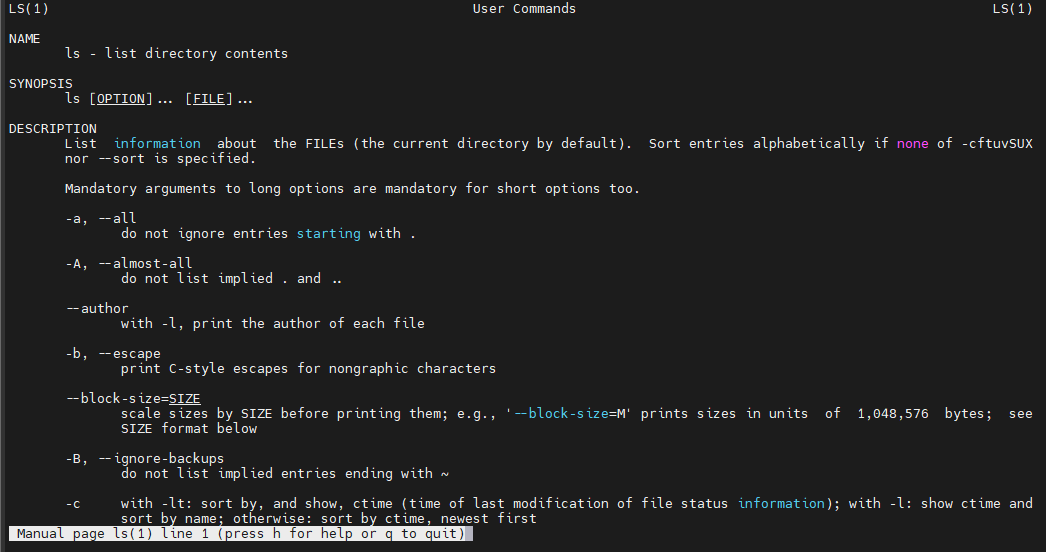 LS(1) User Commands LS(1)
NAME
ls - list directory contents
SYNOPSIS
ls [OPTION]... [FILE]...
DESCRIPTION
List information about the FILEs (the current directory by default). Sort entries alphabetically if none of -cftuvSUX
nor --sort is specified.
Mandatory arguments to long options are mandatory for short options too.
-a, --all
do not ignore entries starting with .
-A, --almost-all
do not list implied . and ..
--author
with -l, print the author of each file
-b, --escape
print C-style escapes for nongraphic characters
--block-size=SIZE
scale sizes by SIZE before printing them; e.g., '--block-size=M' prints sizes in units of 1,048,576 bytes; see
SIZE format below
-B, --ignore-backups
do not list implied entries ending with ~
-c with -lt: sort by, and show, ctime (time of last modification of file status information); with -l: show ctime and
sort by name; otherwise: sort by ctime, newest first
Manual page ls(1) line 1 (press h for help or q to quit)